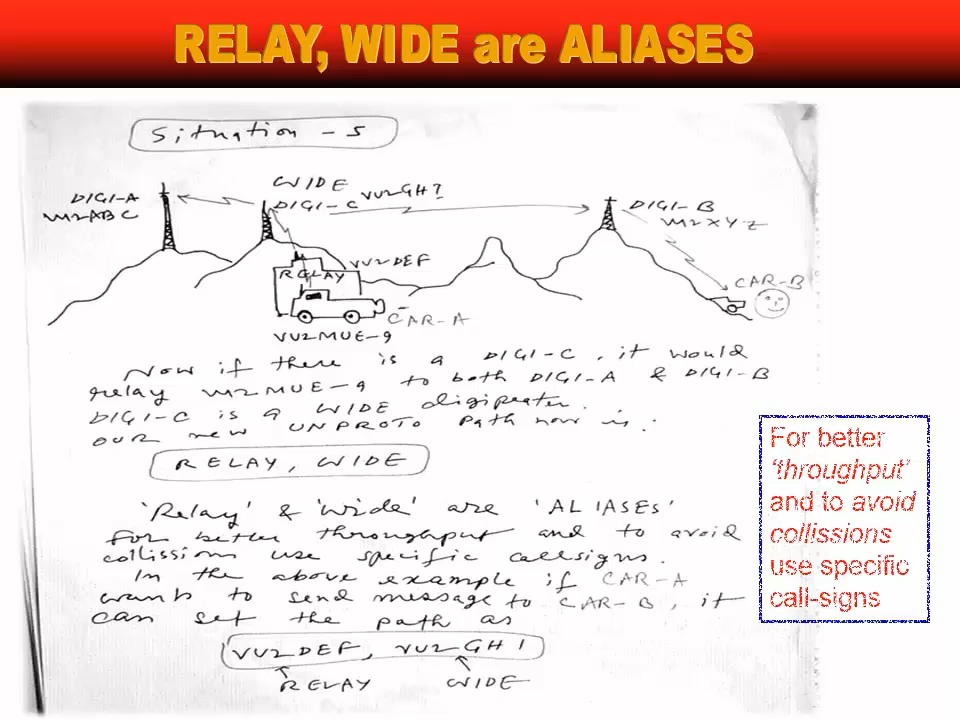 RELAY, WIDE are ALIASES
Situation - 5
WIDE
DIGI-A
DIGI-C VU2GHI
DIGI-B
VU2ABC
VU2XYZ
VU2DEF
RELAY
CAR-B
CAR-A
VU2MUE-9
Now if there is a DIGI-C, it would
relay VU2MUE-9 to both DIGI-A & DIGI-B
DIGI-C is a WIDE digipeater.
OUR new UNPROTO path now is:
RELAY, WIDE
'Relay' & 'Wide' are 'ALIASES'
For better throughput and to avoid
collissions use specific callsigns.
In the above example if CAR-A
wants to send message to CAR-B, it
can set the path as
VU2DEF, VU2GHI
RELAY WIDE
For better
'throughput'
and to avoid
collissions
use specific
call-signs